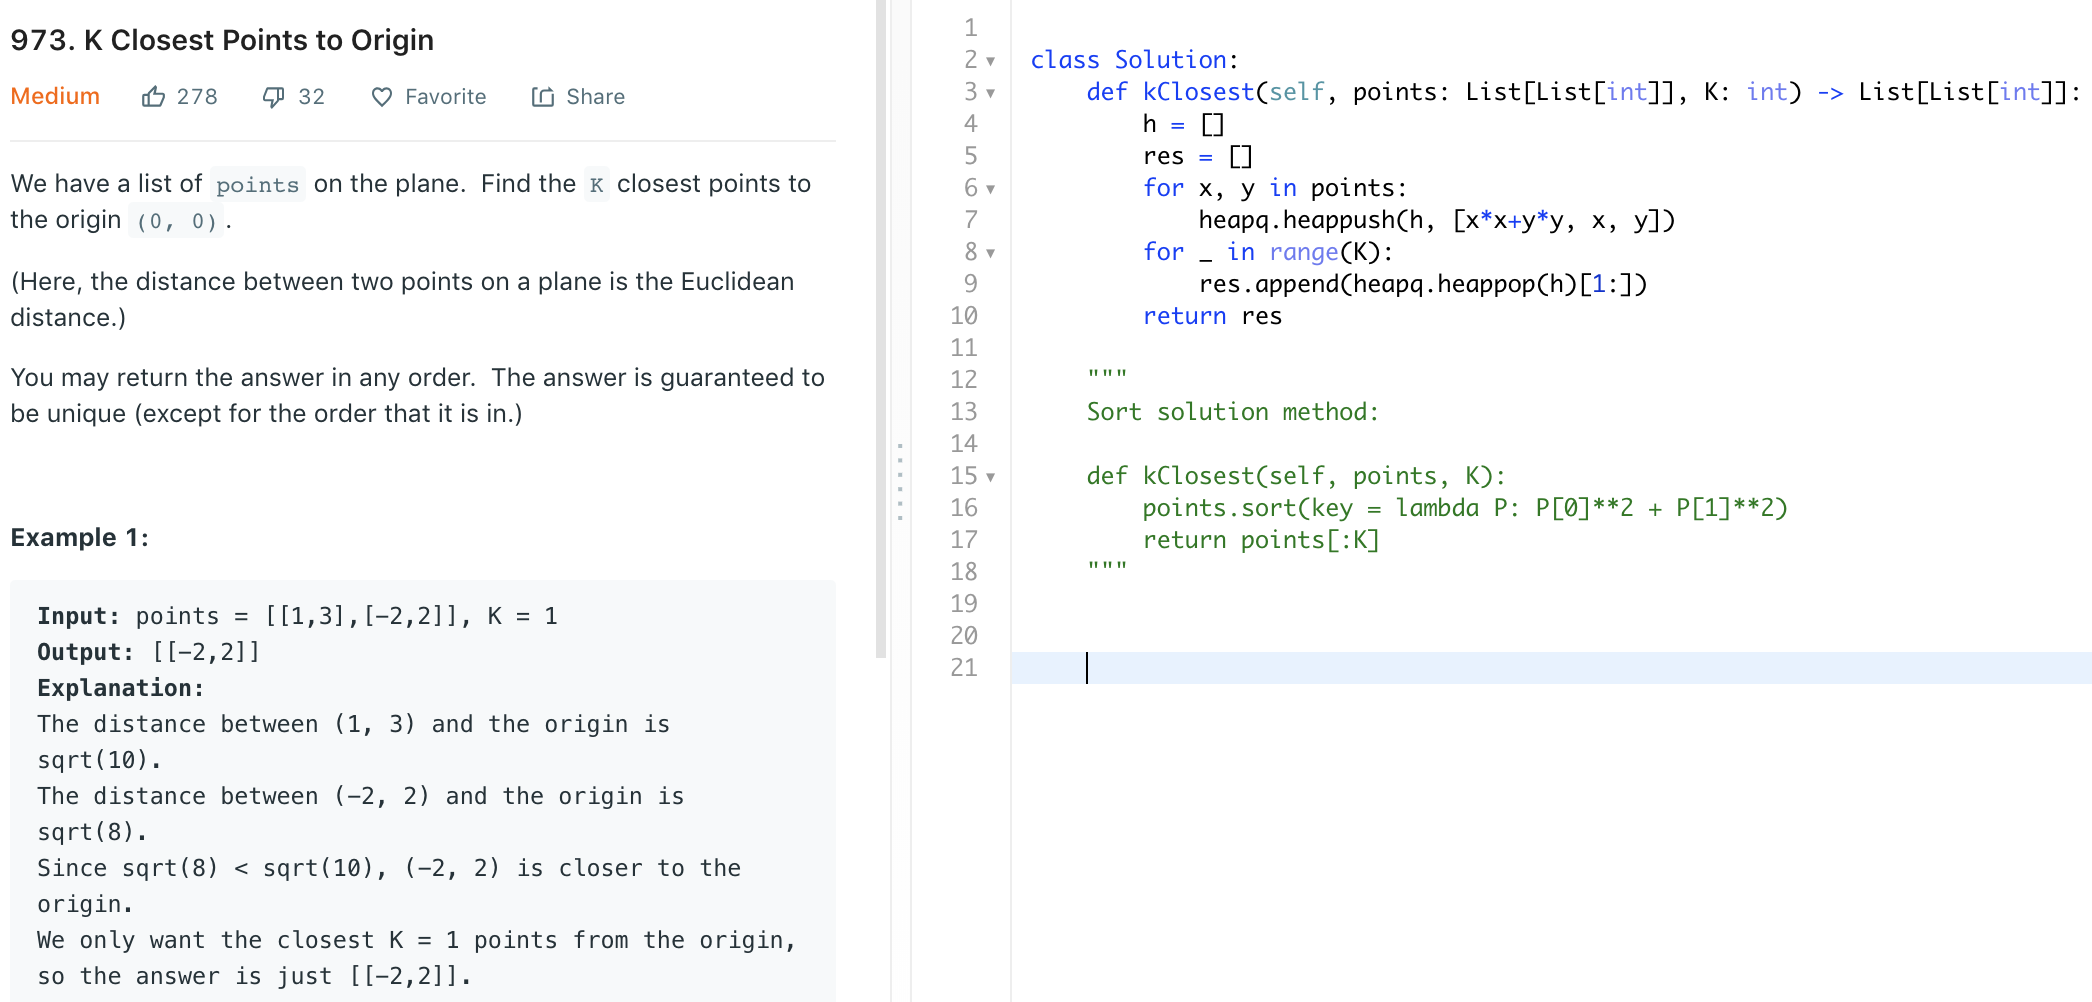 973. K Closest Points to Origin
Medium 278 32 Favorite Share
We have a list of points on the plane.  Find the K closest points to
the origin (0, 0).
(Here, the distance between two points on a plane is the Euclidean
distance.)
You may return the answer in any order.  The answer is guaranteed to
be unique (except for the order that it is in.)
Example 1:
Input: points = [[1,3],[-2,2]], K = 1
Output: [[-2,2]]
Explanation:
The distance between (1, 3) and the origin is
sqrt(10).
The distance between (-2, 2) and the origin is
sqrt(8).
Since sqrt(8) < sqrt(10), (-2, 2) is closer to the
origin.
We only want the closest K = 1 points from the origin,
so the answer is just [[-2,2]].
1
2 class Solution:
3     def kClosest(self, points: List[List[int]], K: int) -> List[List[int]]:
4         h = []
5         res = []
6         for x, y in points:
7             heapq.heappush(h, [x*x+y*y, x, y])
8         for _ in range(K):
9             res.append(heapq.heappop(h)[1:])
10         return res
11
12     """
13     Sort solution method:
14
15     def kClosest(self, points, K):
16         points.sort(key = lambda P: P[0]**2 + P[1]**2)
17         return points[:K]
18     """
19
20
21